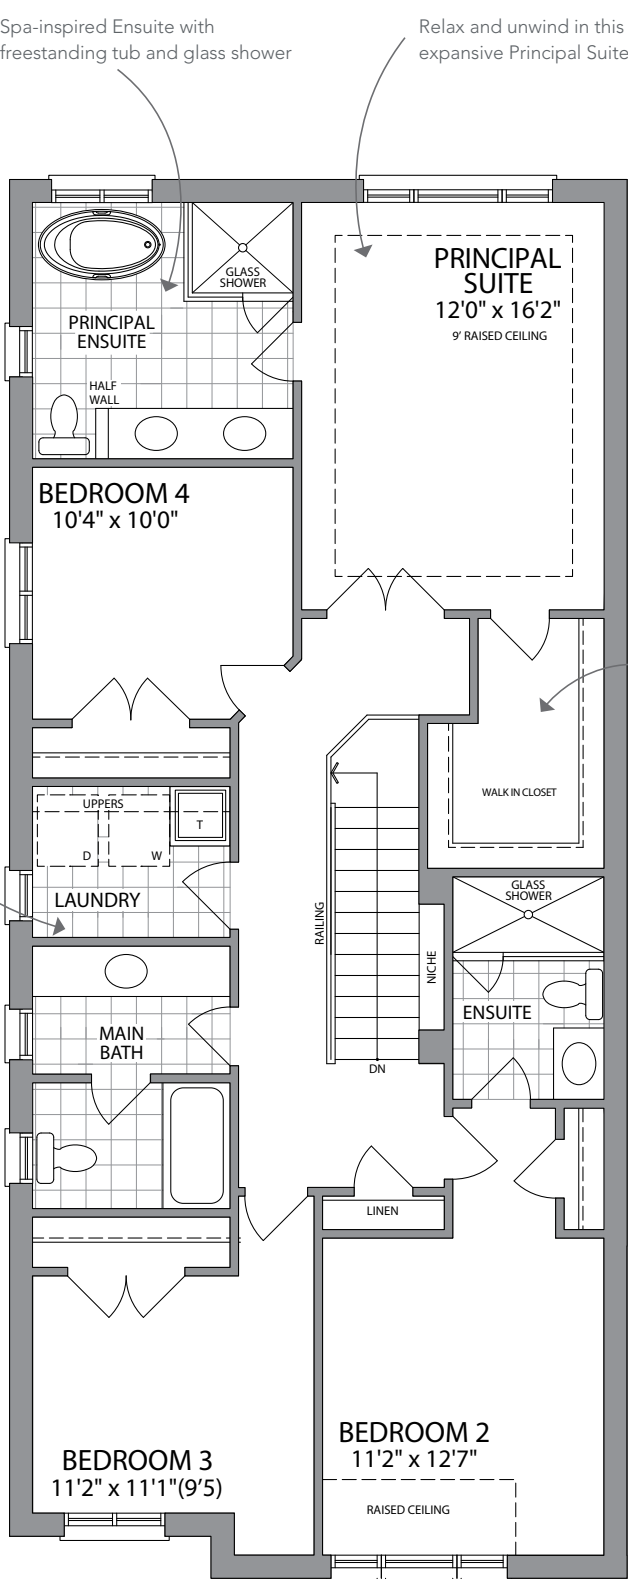 Spa-inspired Ensuite with
freestanding tub and glass shower
Relax and unwind in this
expansive Principal Suite
GLASS
SHOWER
PRINCIPAL
ENSUITE
HALF
WALL
PRINCIPAL
SUITE
12'0" x 16'2"
9' RAISED CEILING
BEDROOM 4
10'4" x 10'0"
WALK IN CLOSET
UPPERS
T
D
W
LAUNDRY
RAILING
NICHE
DN
GLASS
SHOWER
ENSUITE
MAIN
BATH
LINEN
BEDROOM 3
11'2" x 11'1"(9'5)
BEDROOM 2
11'2" x 12'7"
RAISED CEILING